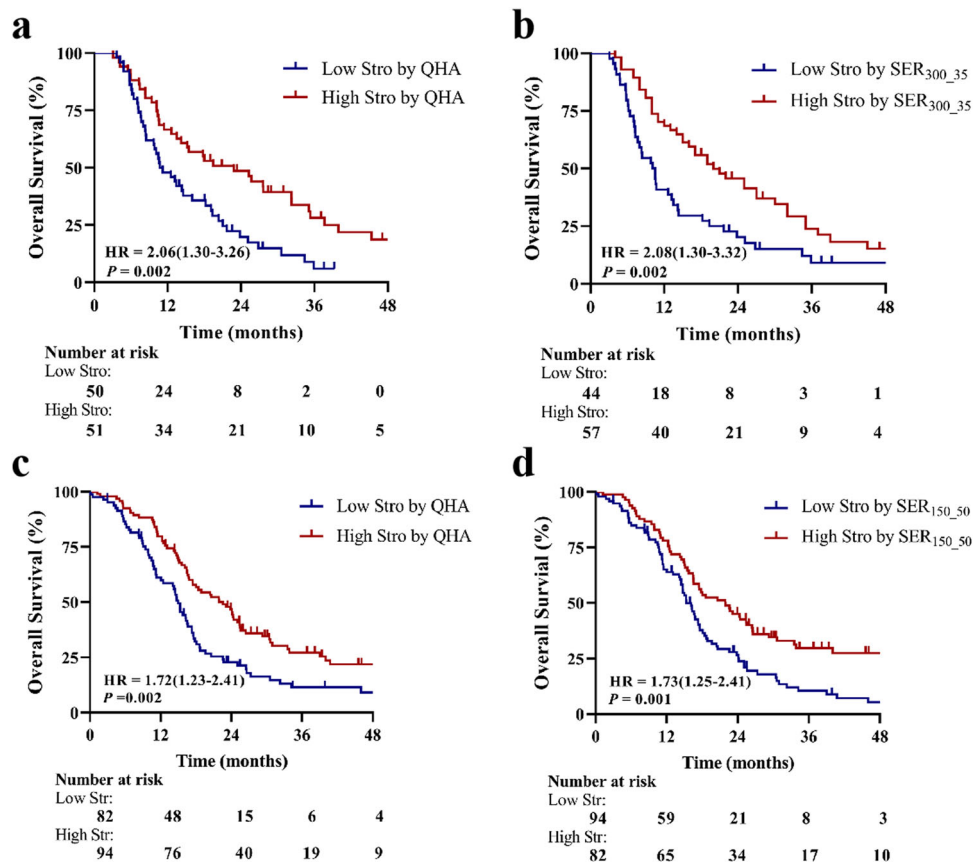 a
Overall Survival (%)
100
75
50
25
0
Low Stro by QHA
High Stro by QHA
HR = 2.06(1.30-3.26)
P = 0.002
0 12 24 36 48
Time (months)
Number at risk
Low Stro:
50 24 8 2 0
High Stro:
51 34 21 10 5
b
Overall Survival (%)
100
75
50
25
0
Low Stro by SER300_35
High Stro by SER300_35
HR = 2.08(1.30-3.32)
P = 0.002
0 12 24 36 48
Time (months)
Number at risk
Low Stro:
44 18 8 3 1
High Stro:
57 40 21 9 4
c
Overall Survival (%)
100
75
50
25
0
Low Stro by QHA
High Stro by QHA
HR = 1.72(1.23-2.41)
P =0.002
0 12 24 36 48
Time (months)
Number at risk
Low Str:
82 48 15 6 4
High Str:
94 76 40 19 9
d
Overall Survival (%)
100
75
50
25
0
Low Stro by SER150_50
High Stro by SER150_50
HR = 1.73(1.25-2.41)
P = 0.001
0 12 24 36 48
Time (months)
Number at risk
Low Str:
94 59 21 8 3
High Str:
82 65 34 17 10